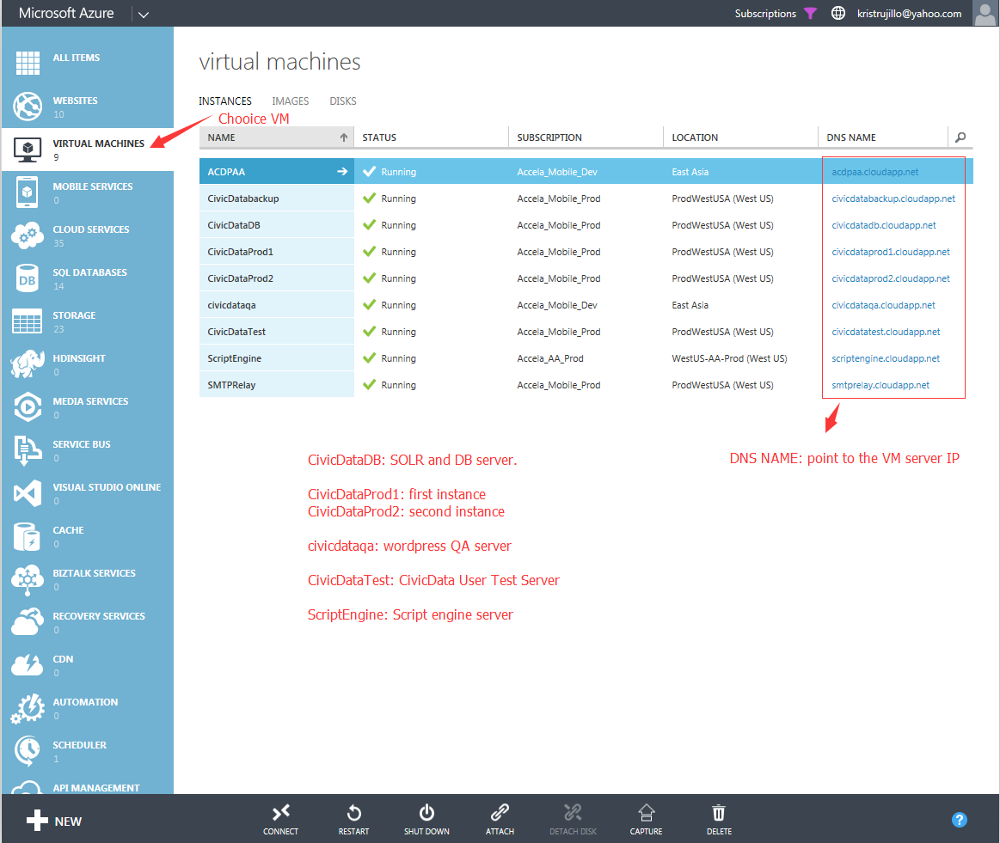 Microsoft Azure
Subscriptions
kristrujillo@yahoo.com
ALL ITEMS
WEBSITES
10
VIRTUAL MACHINES
9
MOBILE SERVICES
0
CLOUD SERVICES
35
SQL DATABASES
14
DB
STORAGE
23
HDINSIGHT
0
MEDIA SERVICES
0
SERVICE BUS
0
VISUAL STUDIO ONLINE
0
CACHE
0
BIZTALK SERVICES
0
RECOVERY SERVICES
0
CDN
0
AUTOMATION
0
SCHEDULER
1
API MANAGEMENT
virtual machines
INSTANCES IMAGES DISKS
Chooice VM
NAME STATUS SUBSCRIPTION LOCATION DNS NAME
ACDPAA Running Accela_Mobile_Dev East Asia acdpaa.cloudapp.net
CivicDatabackup Running Accela_Mobile_Prod ProdWestUSA (West US) civicdatabackup.cloudapp.net
CivicDataDB Running Accela_Mobile_Prod ProdWestUSA (West US) civicdatadb.cloudapp.net
CivicDataProd1 Running Accela_Mobile_Prod ProdWestUSA (West US) civicdataprod1.cloudapp.net
CivicDataProd2 Running Accela_Mobile_Prod ProdWestUSA (West US) civicdataprod2.cloudapp.net
civicdataqa Running Accela_Mobile_Dev East Asia civicdataqa.cloudapp.net
CivicDataTest Running Accela_Mobile_Prod ProdWestUSA (West US) civicdatatest.cloudapp.net
ScriptEngine Running Accela_AA_Prod WestUS-AA-Prod (West US) scriptengine.cloudapp.net
SMTPRelay Running Accela_Mobile_Prod ProdWestUSA (West US) smtprelay.cloudapp.net
DNS NAME: point to the VM server IP
CivicDataDB: SOLR and DB server.
CivicDataProd1: first instance
CivicDataProd2: second instance
civicdataqa: wordpress QA server
CivicDataTest: CivicData User Test Server
ScriptEngine: Script engine server
NEW
CONNECT RESTART SHUT DOWN ATTACH DETACH DISK CAPTURE DELETE
?